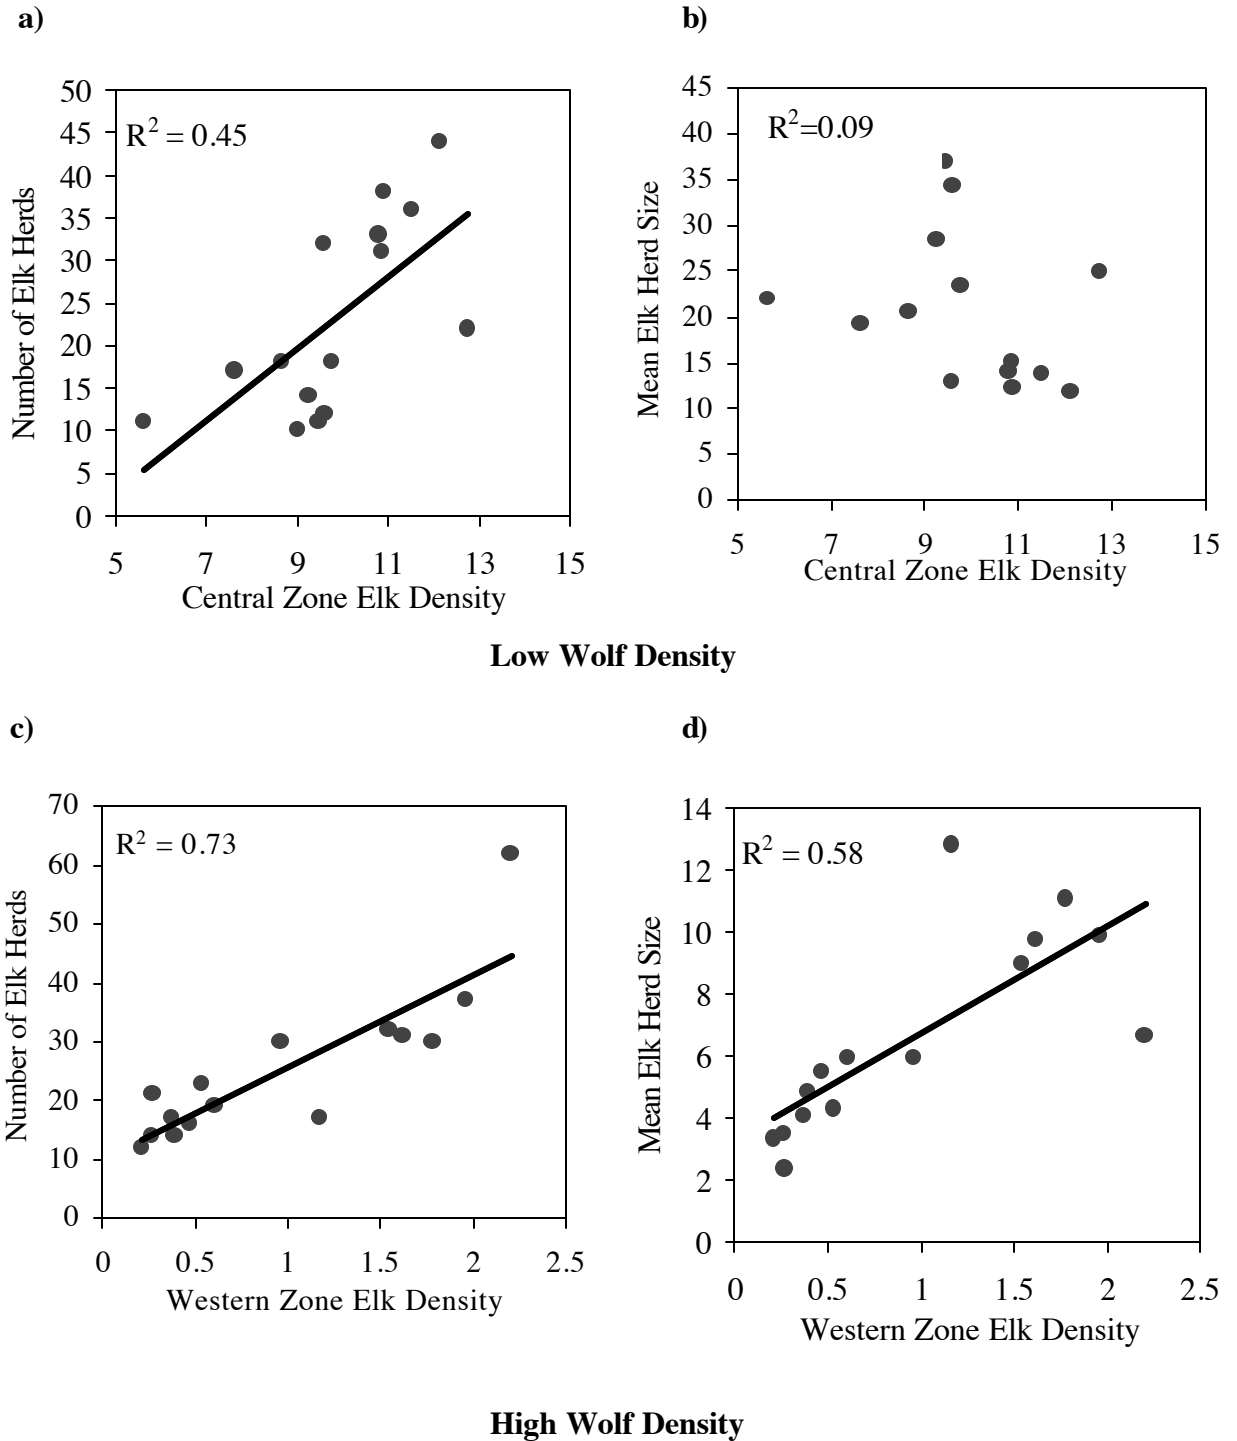 a)
b)
50
45
40
35
30
25
20
15
10
5
0
R² = 0.45
Number of Elk Herds
5 7 9 11 13 15
Central Zone Elk Density
45
40
35
30
25
20
15
10
5
0
R²=0.09
Mean Elk Herd Size
5 7 9 11 13 15
Central Zone Elk Density
Low Wolf Density
c)
d)
70
60
50
40
30
20
10
0
R² = 0.73
Number of Elk Herds
0 0.5 1 1.5 2 2.5
Western Zone Elk Density
14
12
10
8
6
4
2
0
R² = 0.58
Mean Elk Herd Size
0 0.5 1 1.5 2 2.5
Western Zone Elk Density
High Wolf Density